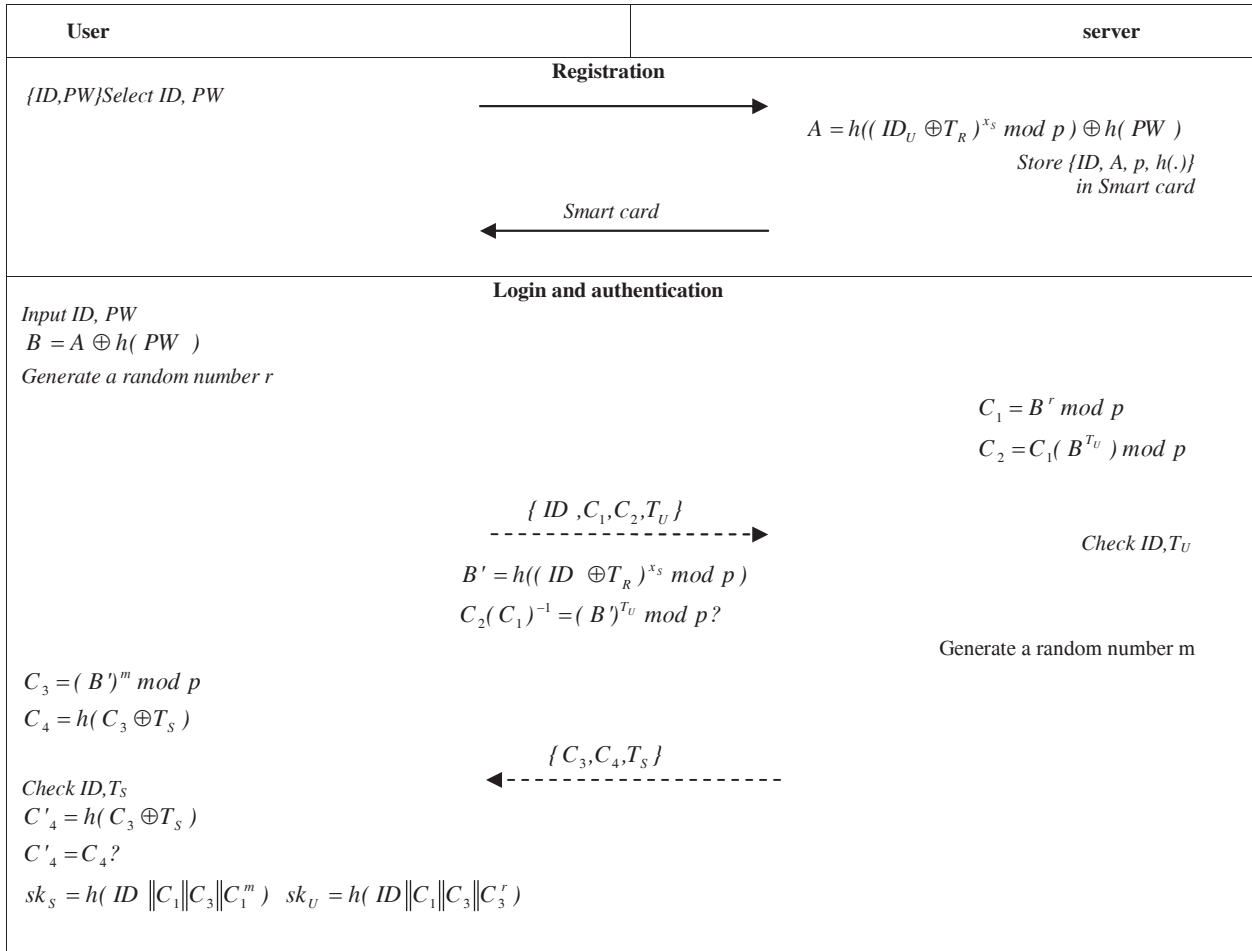 User server
Registration
{ID,PW}Select ID, PW
A = h(( ID_U ⊕T_R )^{x_S} mod p ) ⊕ h( PW )
Store {ID, A, p, h(.)}
in Smart card
Smart card
Login and authentication
Input ID, PW
B = A ⊕ h( PW )
Generate a random number r
C_1 = B^r mod p
C_2 = C_1( B^{T_U} ) mod p
{ ID ,C_1,C_2,T_U }
Check ID,T_U
B' = h(( ID ⊕T_R )^{x_S} mod p )
C_2( C_1 )^{-1} = ( B')^{T_U} mod p?
Generate a random number m
C_3 = ( B')^m mod p
C_4 = h( C_3 ⊕T_S )
{ C_3,C_4,T_S }
Check ID,T_S
C'_4 = h( C_3 ⊕T_S )
C'_4 = C_4?
sk_S = h( ID ||C_1||C_3||C_1^m ) sk_U = h( ID||C_1||C_3||C_3^r )